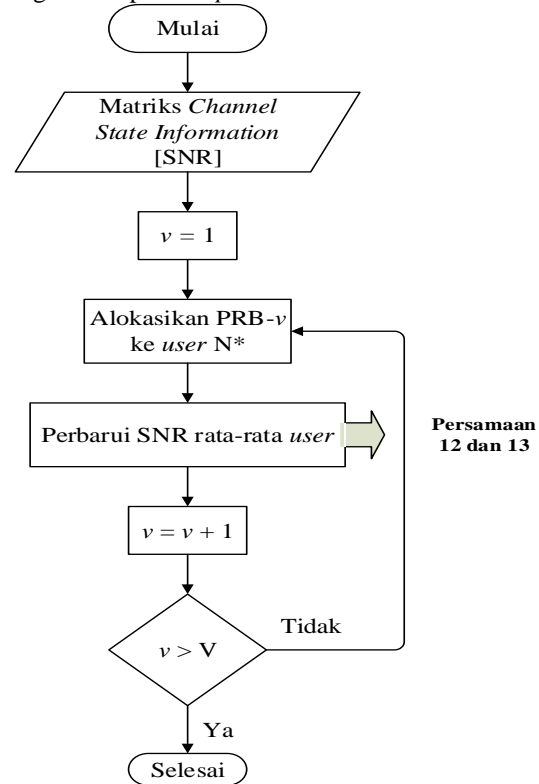 Mulai
Matriks Channel
State Information
[SNR]
v = 1
Alokasikan PRB-v
ke user N*
Perbarui SNR rata-rata user
Persamaan
12 dan 13
v = v + 1
v > V
Tidak
Ya
Selesai